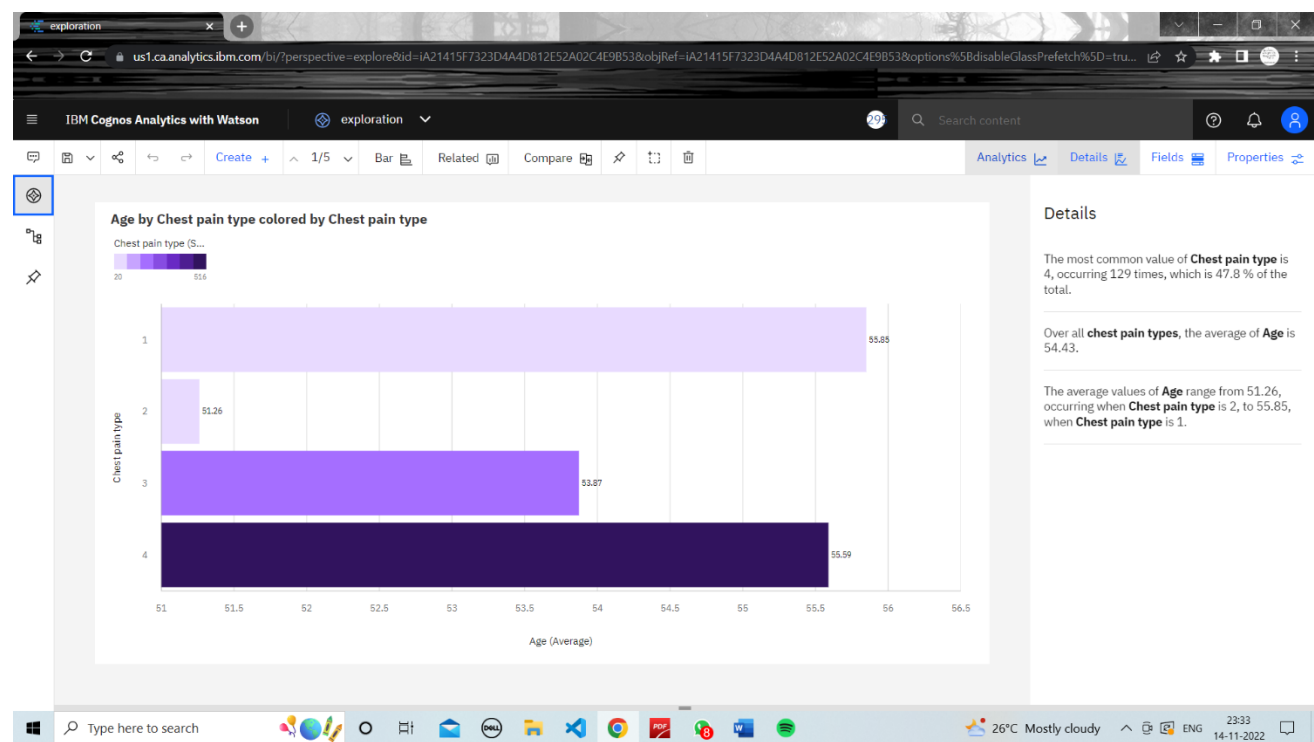 exploration
us1.ca.analytics.ibm.com/bi/?perspective=explore&id=iA21415F7323D4A4D812E52A02C4E9B53&objRef=iA21415F7323D4A4D812E52A02C4E9B53&options%5BdisableGlassPrefetch%5D=tru...
IBM Cognos Analytics with Watson exploration Search content
Create + 1/5 Bar Related Compare Analytics Details Fields Properties
Age by Chest pain type colored by Chest pain type
Chest pain type (S...
20 516
1 55.85
2 51.26
3 53.87
4 55.59
Chest pain type
51 51.5 52 52.5 53 53.5 54 54.5 55 55.5 56 56.5
Age (Average)
Details
The most common value of Chest pain type is
4, occurring 129 times, which is 47.8 % of the
total.
Over all chest pain types, the average of Age is
54.43.
The average values of Age range from 51.26,
occurring when Chest pain type is 2, to 55.85,
when Chest pain type is 1.
Type here to search DELL PDF 8 W 26°C Mostly cloudy ENG 23:33
14-11-2022